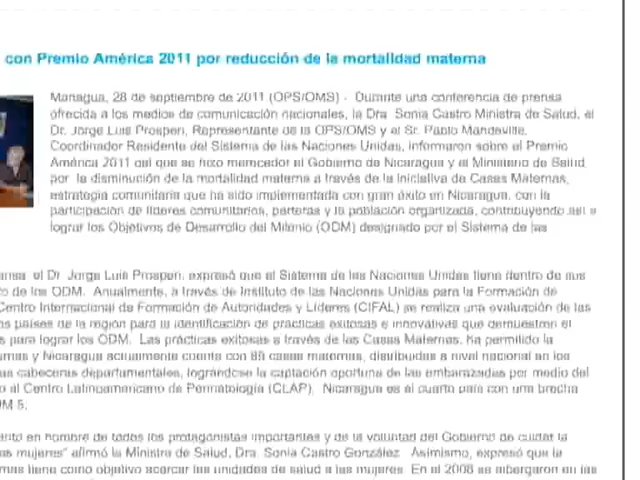 con Premio América 2011 por reducción de la mortalidad materna
Managua, 28 de septiembre de 2011 (OPS/OMS) - Durante una conferencia de prensa
ofrecida a los medios de comunicación nacionales, la Dra. Sonia Castro Ministra de Salud, el
Dr. Jorge Luis Prosperi, Representante de la OPS/OMS y el Sr. Pablo Mandeville,
Coordinador Residente del Sistema de las Naciones Unidas, informaron sobre el Premio
América 2011 del que se hizo merecedor el Gobierno de Nicaragua y el Ministerio de Salud
por la disminución de la mortalidad materna a través de la Iniciativa de Casas Maternas,
estrategia comunitaria que ha sido implementada con gran éxito en Nicaragua, con la
participación de líderes comunitarios, parteras y la población organizada, contribuyendo así a
lograr los Objetivos de Desarrollo del Milenio (ODM) designado por el Sistema de las
el Dr. Jorge Luis Prosperi, expresó que el Sistema de las Naciones Unidas tiene dentro de sus
de los ODM. Anualmente, a través de Instituto de las Naciones Unidas para la Formación de
Centro Internacional de Formación de Autoridades y Líderes (CIFAL) se realiza una evaluación de las
os países de la región para la identificación de prácticas exitosas e innovativas que demuestren el
s para lograr los ODM. Las prácticas exitosas a través de las Casas Maternas, ha permitido la
rnas y Nicaragua actualmente cuenta con 89 casas maternas, distribuidas a nivel nacional en los
us cabeceras departamentales, lográndose la captación oportuna de las embarazadas por medio del
o al Centro Latinoamericano de Perinatología (CLAP), Nicaragua es el cuarto país con una brecha
M 5.
en nombre de todos los protagonistas importantes y de la voluntad del Gobierno de cuidar la
as mujeres" afirmó la Ministra de Salud, Dra. Sonia Castro González. Asimismo, expresó que la
rnas tiene como objetivo acercar las unidades de salud a las mujeres. En el 2008 se albergaron en las